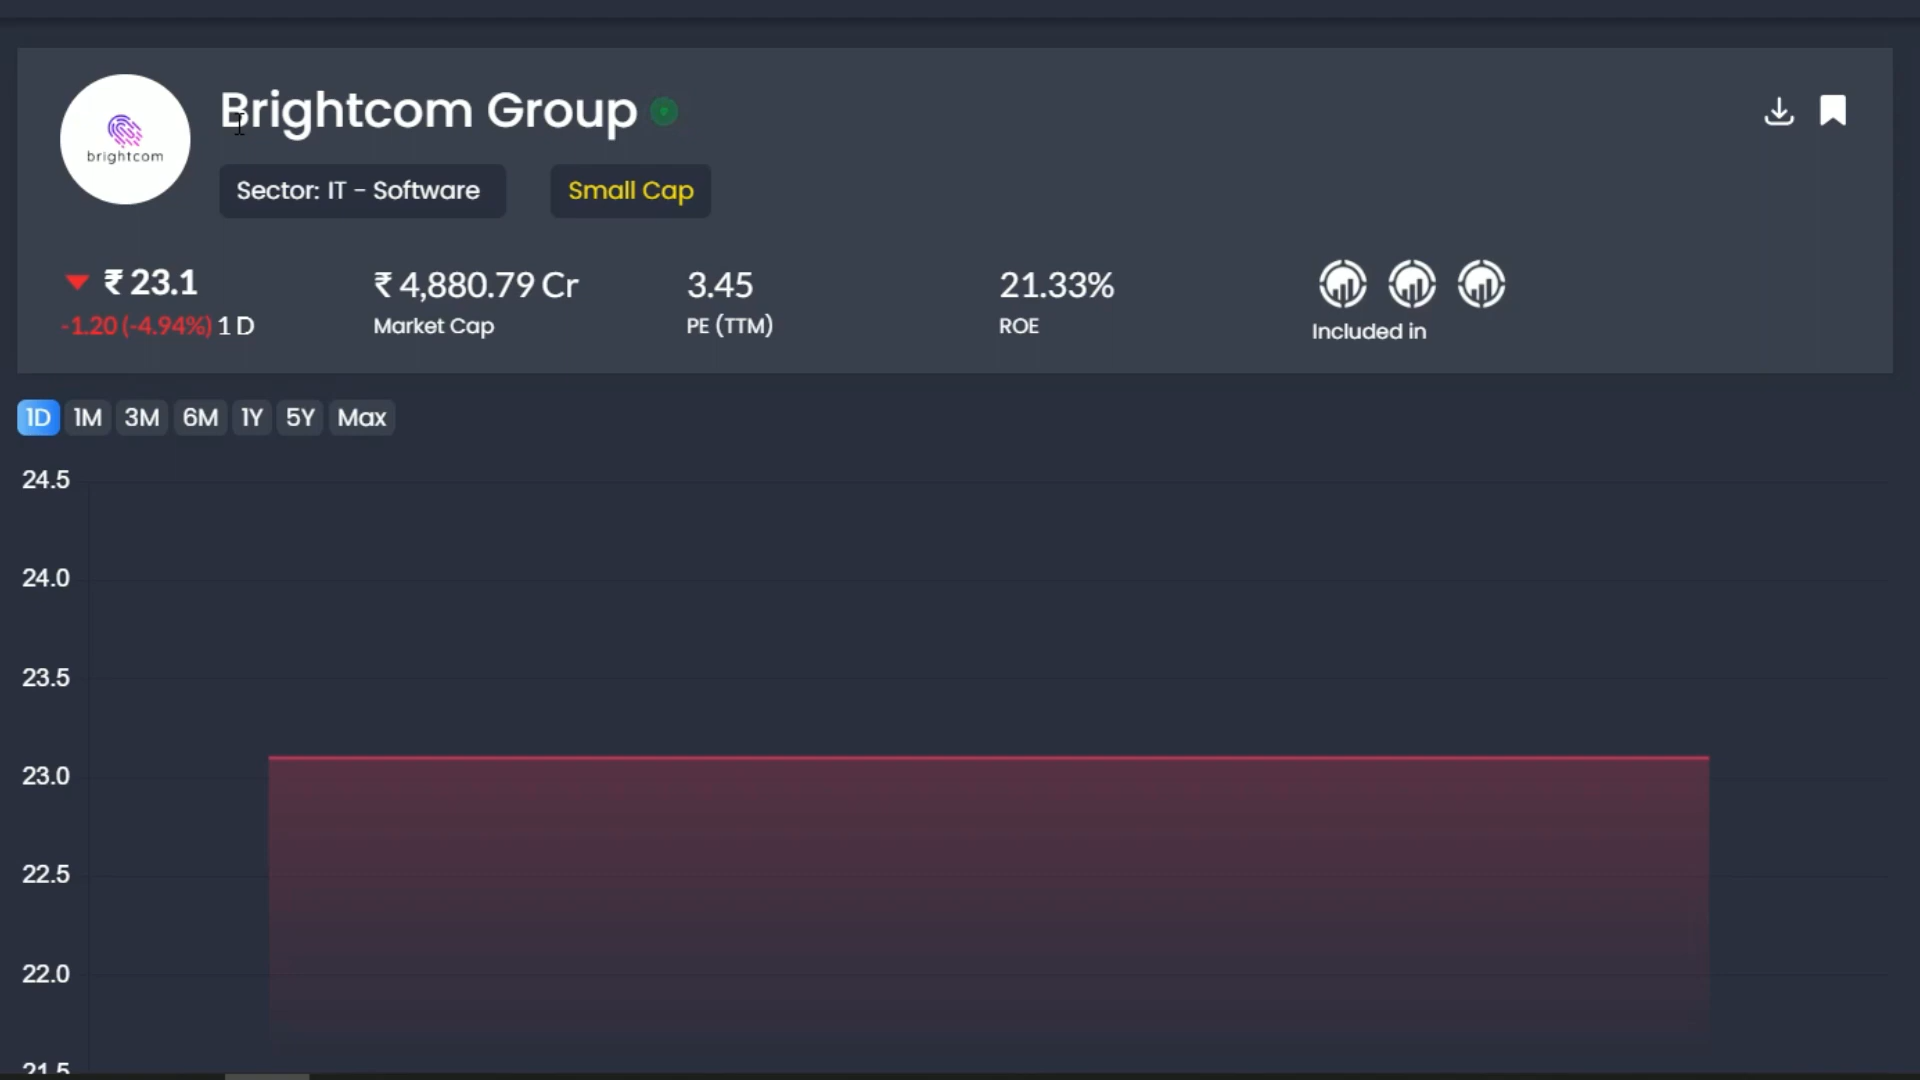 Brightcom Group
brightcom
Sector: IT - Software
Small Cap
₹ 23.1
₹ 4,880.79 Cr
3.45
21.33%
-1.20 (-4.94%) 1 D
Market Cap
PE (TTM)
ROE
Included in
1D 1M 3M 6M 1Y 5Y Max
24.5
24.0
23.5
23.0
22.5
22.0
21.5